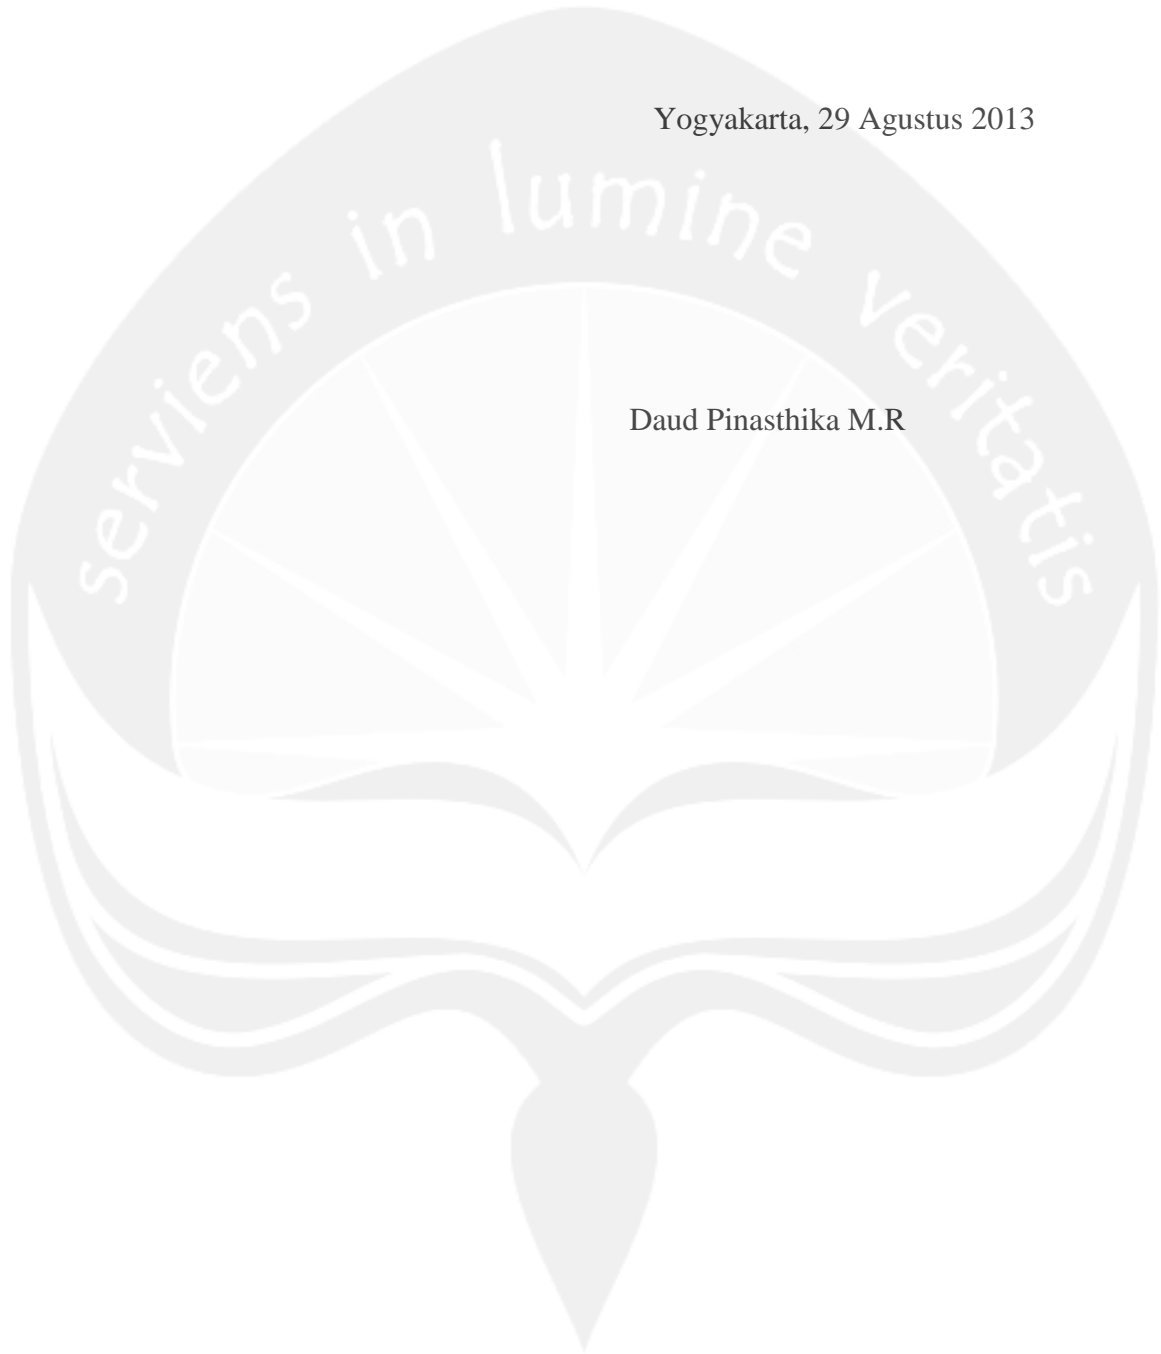 Yogyakarta, 29 Agustus 2013
serviens in lumine veritatis
Daud Pinasthika M.R